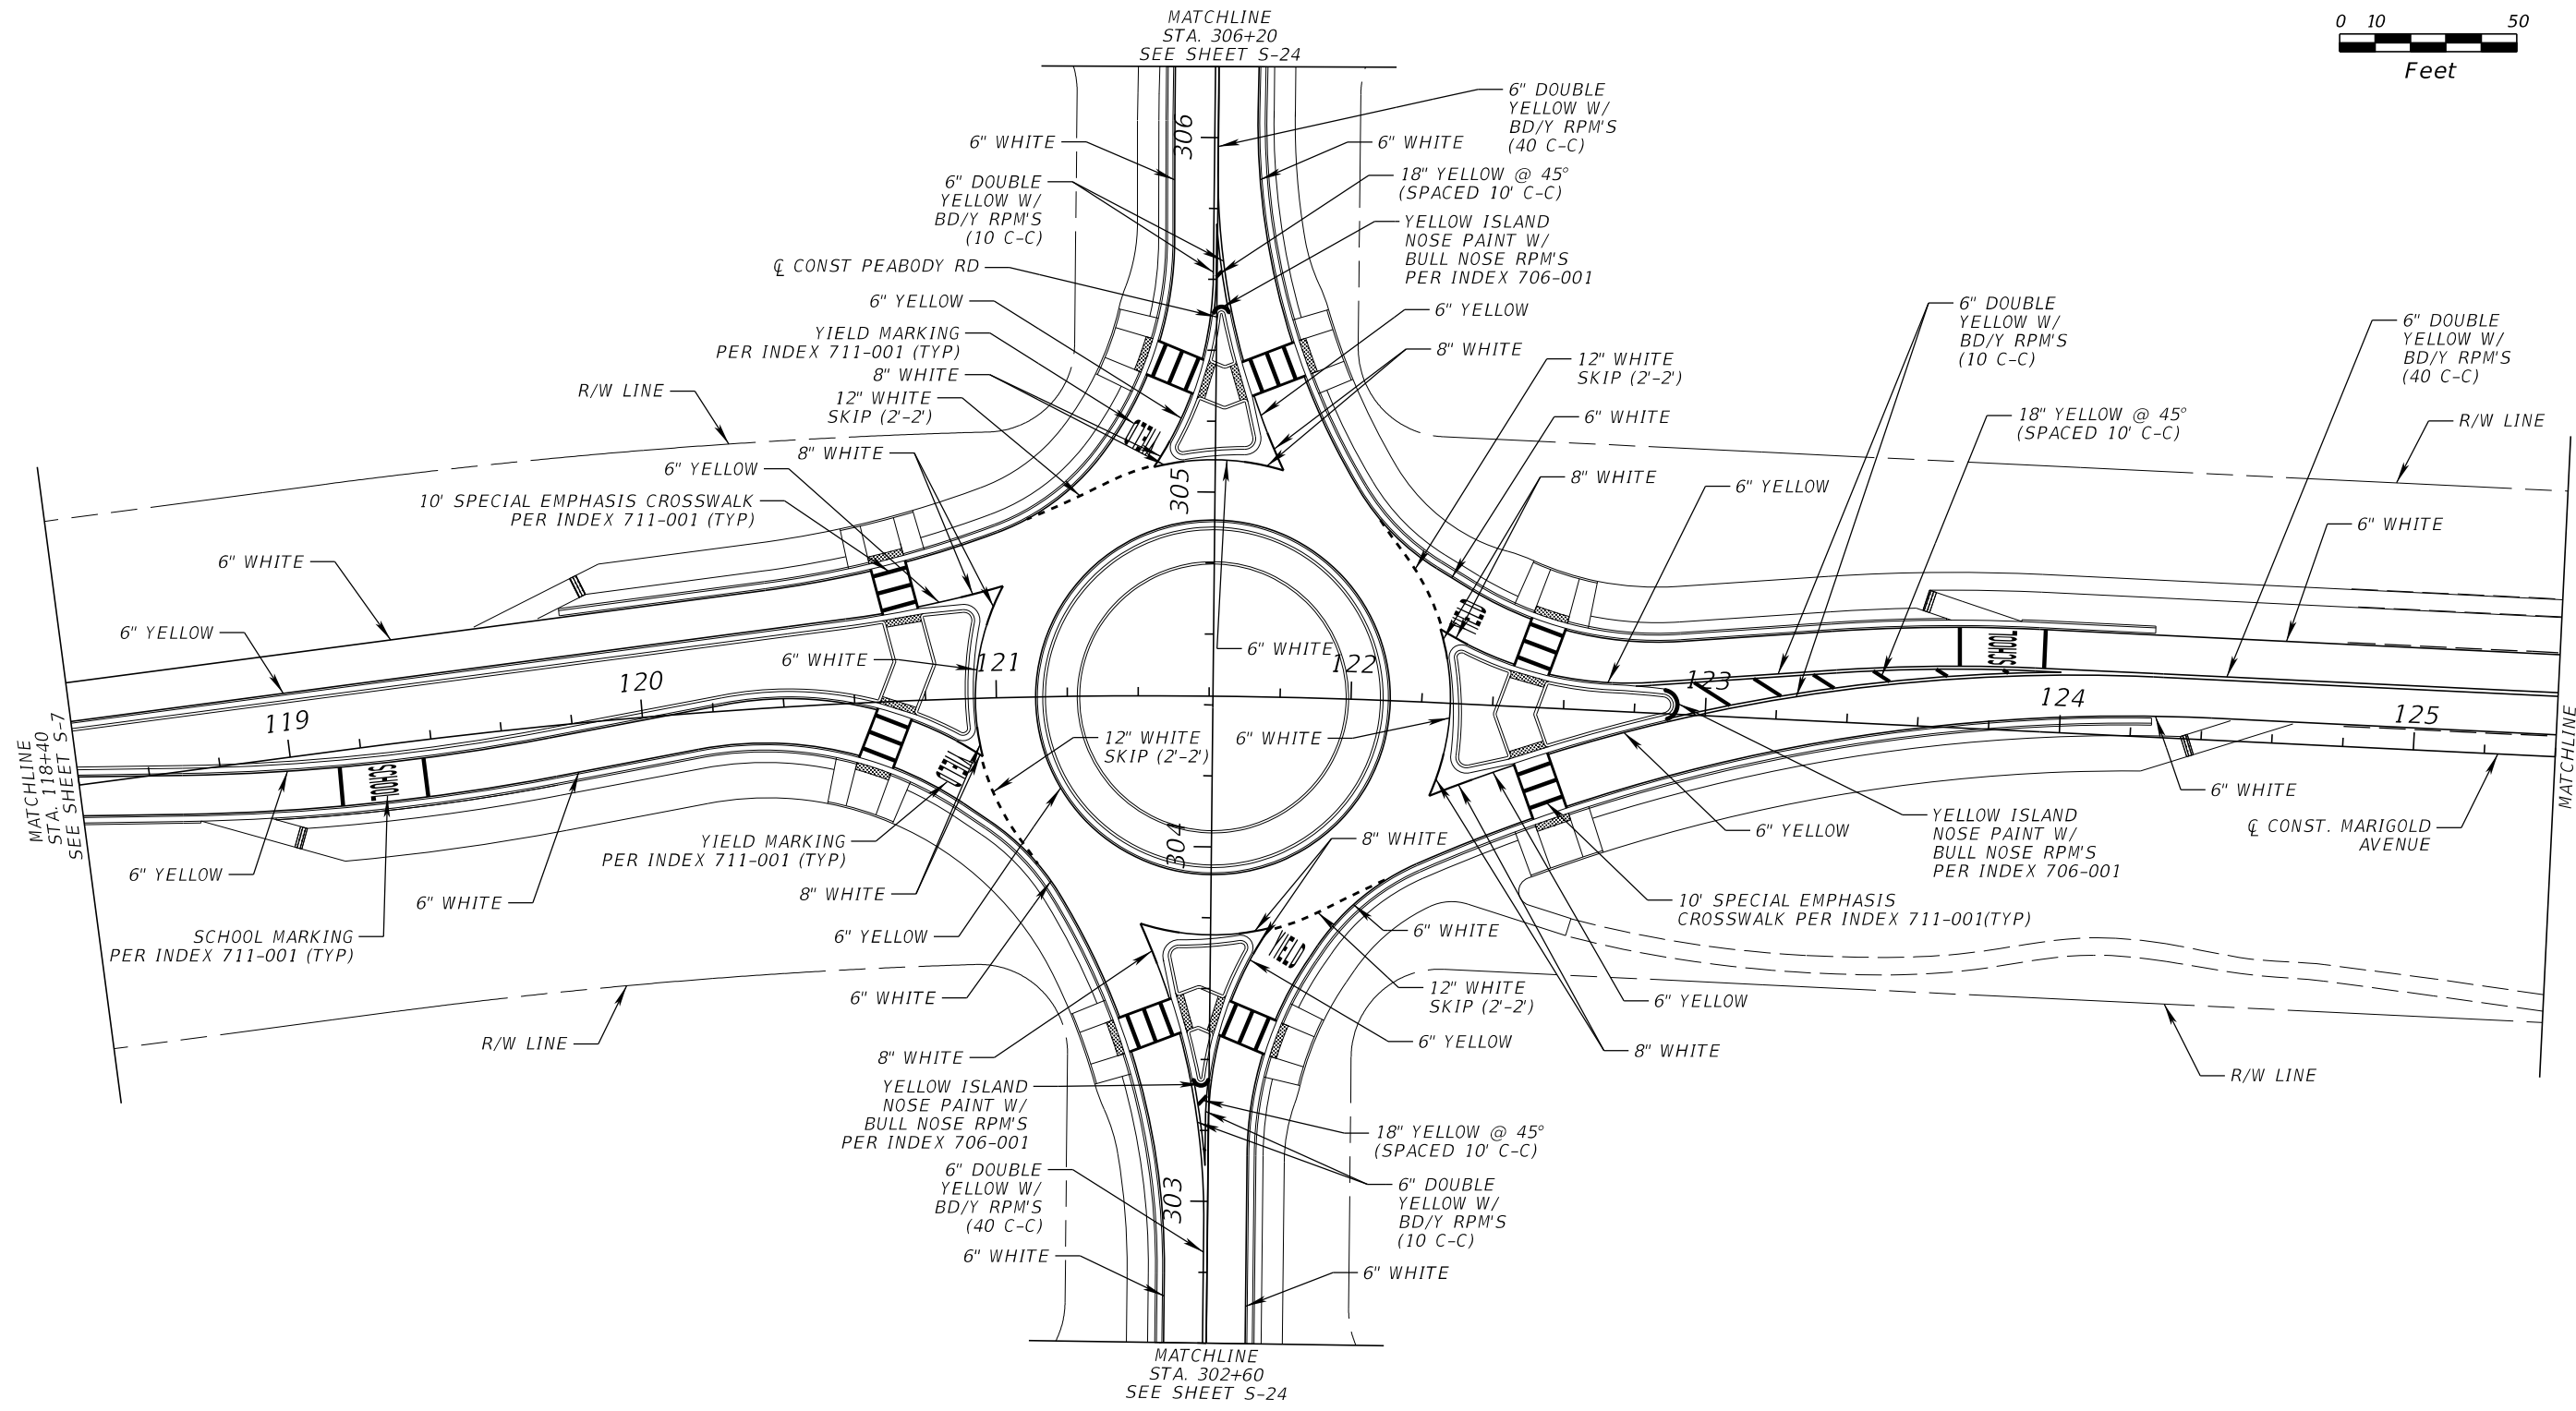 MATCHLINE
STA. 306+20
SEE SHEET S-24
0 10 50
Feet
6" DOUBLE
YELLOW W/
BD/Y RPM'S
(40 C-C)
306
6" WHITE
6" WHITE
18" YELLOW @ 45°
(SPACED 10' C-C)
6" DOUBLE
YELLOW W/
BD/Y RPM'S
(10 C-C)
YELLOW ISLAND
NOSE PAINT W/
BULL NOSE RPM'S
PER INDEX 706-001
℄ CONST PEABODY RD
6" YELLOW
6" YELLOW
YIELD MARKING
PER INDEX 711-001 (TYP)
8" WHITE
8" WHITE
12" WHITE
SKIP (2'-2')
R/W LINE
12" WHITE
SKIP (2'-2')
6" WHITE
6" DOUBLE
YELLOW W/
BD/Y RPM'S
(10 C-C)
6" DOUBLE
YELLOW W/
BD/Y RPM'S
(40 C-C)
18" YELLOW @ 45°
(SPACED 10' C-C)
R/W LINE
YIELD
8" WHITE
6" YELLOW
305
8" WHITE
6" YELLOW
10' SPECIAL EMPHASIS CROSSWALK
PER INDEX 711-001 (TYP)
6" WHITE
6" WHITE
YIELD
6" YELLOW
SCHOOL
6" WHITE
6" WHITE
121
122
120
119
123
124
125
6" WHITE
12" WHITE
SKIP (2'-2')
MATCHLINE
STA. 118+40
SEE SHEET S-7
MATCHLINE
SCHOOL
YIELD
6" WHITE
YELLOW ISLAND
NOSE PAINT W/
BULL NOSE RPM'S
PER INDEX 706-001
6" YELLOW
℄ CONST. MARIGOLD
AVENUE
304
8" WHITE
YIELD MARKING
PER INDEX 711-001 (TYP)
6" YELLOW
8" WHITE
6" WHITE
10' SPECIAL EMPHASIS
CROSSWALK PER INDEX 711-001(TYP)
SCHOOL MARKING
PER INDEX 711-001 (TYP)
6" YELLOW
6" WHITE
YIELD
6" WHITE
12" WHITE
SKIP (2'-2')
6" YELLOW
R/W LINE
6" YELLOW
8" WHITE
8" WHITE
R/W LINE
YELLOW ISLAND
NOSE PAINT W/
BULL NOSE RPM'S
PER INDEX 706-001
18" YELLOW @ 45°
(SPACED 10' C-C)
6" DOUBLE
YELLOW W/
BD/Y RPM'S
(40 C-C)
303
6" DOUBLE
YELLOW W/
BD/Y RPM'S
(10 C-C)
6" WHITE
6" WHITE
MATCHLINE
STA. 302+60
SEE SHEET S-24